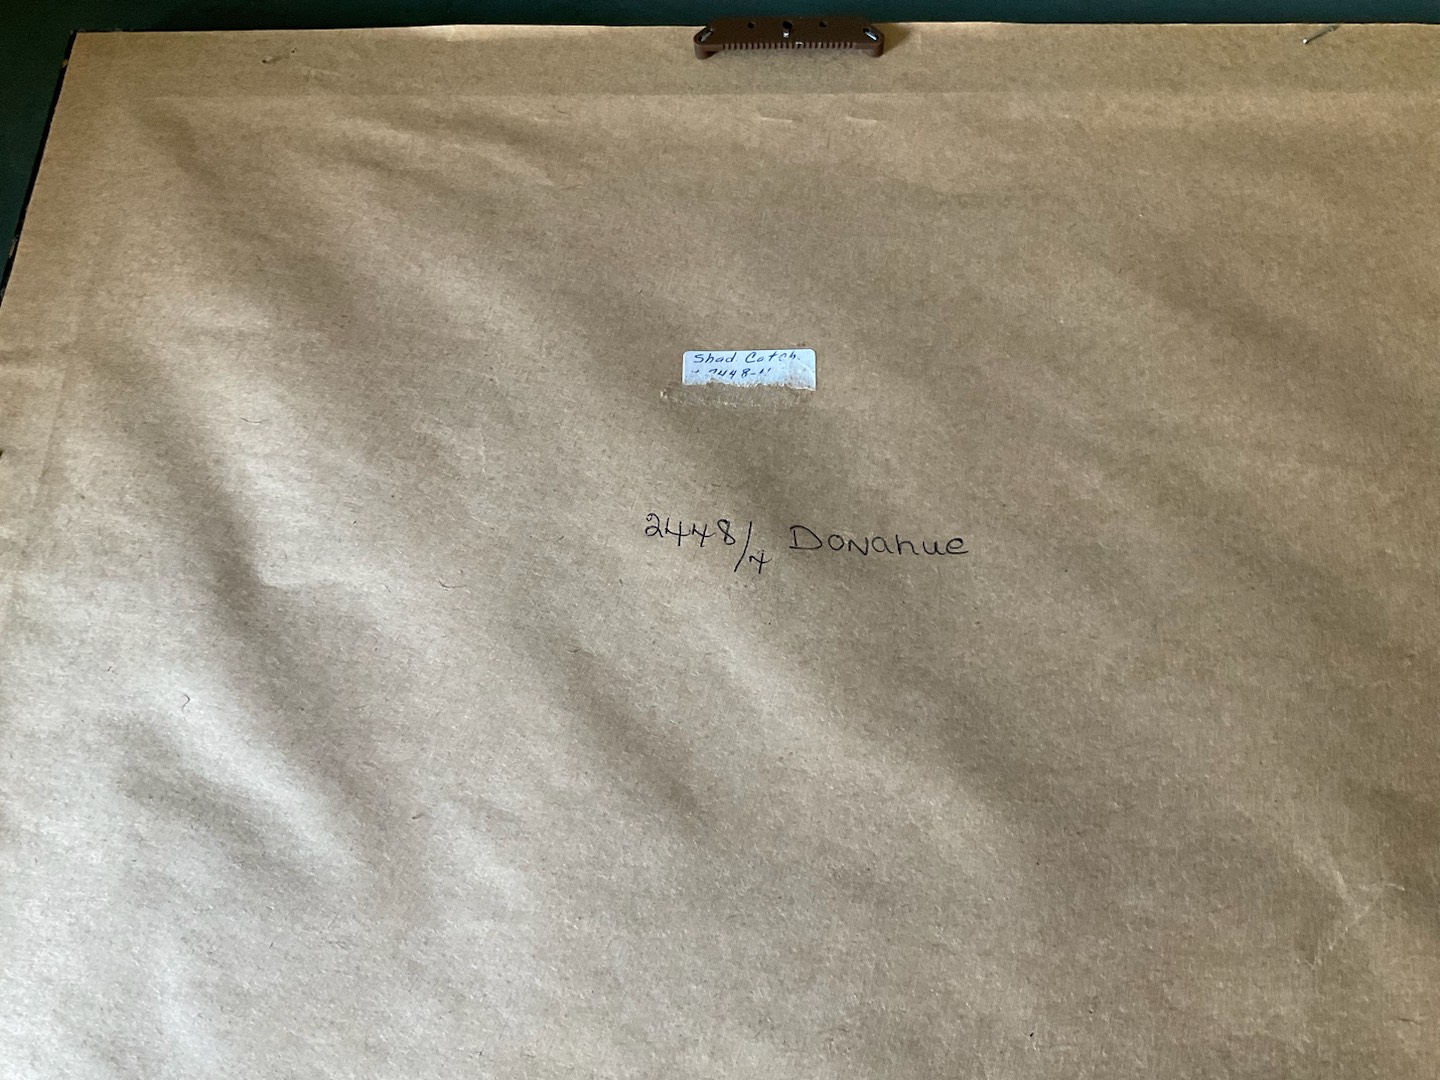 Shad Catch.
2448/4 Donahue